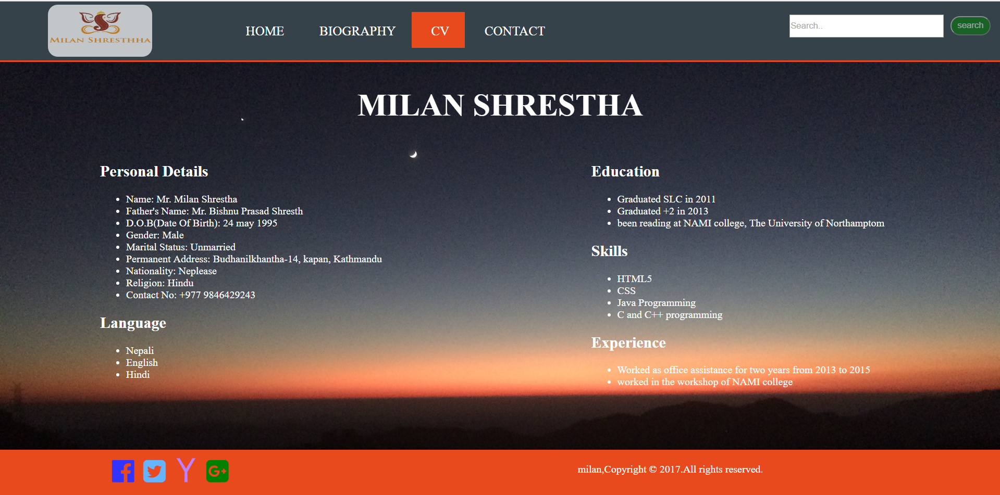 MILAN SHRESTHHA
HOME BIOGRAPHY CV CONTACT
Search..
search
MILAN SHRESTHA
Personal Details
Name: Mr. Milan Shrestha
Father's Name: Mr. Bishnu Prasad Shresth
D.O.B(Date Of Birth): 24 may 1995
Gender: Male
Marital Status: Unmarried
Permanent Address: Budhanilkhantha-14, kapan, Kathmandu
Nationality: Neplease
Religion: Hindu
Contact No: +977 9846429243
Language
Nepali
English
Hindi
Education
Graduated SLC in 2011
Graduated +2 in 2013
been reading at NAMI college, The University of Northamptom
Skills
HTML5
CSS
Java Programming
C and C++ programming
Experience
Worked as office assistance for two years from 2013 to 2015
worked in the workshop of NAMI college
milan,Copyright © 2017.All rights reserved.